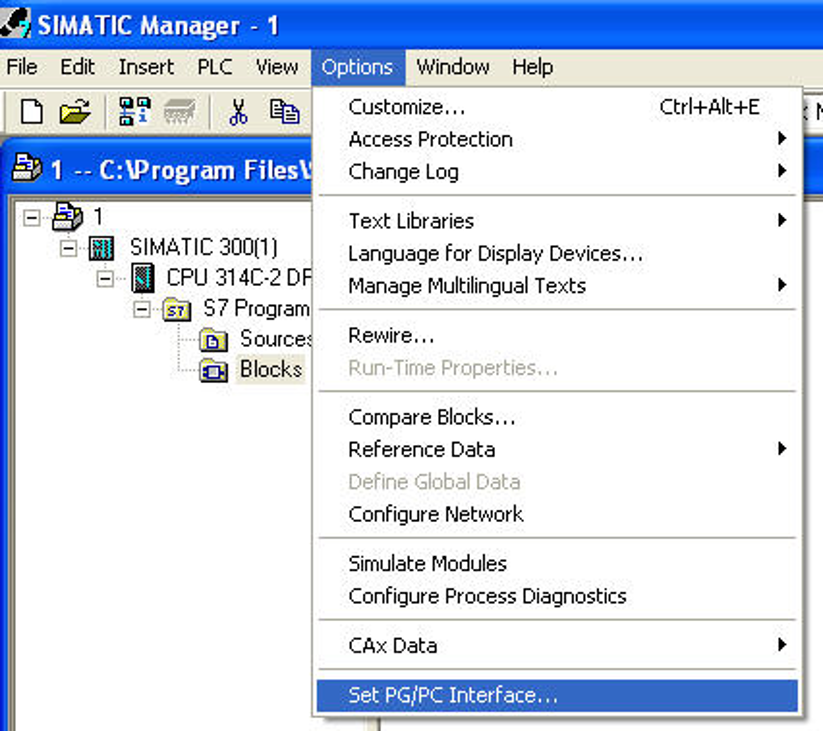 SIMATIC Manager - 1
File Edit Insert PLC View Options Window Help
Customize... Ctrl+Alt+E
Access Protection
Change Log
Text Libraries
Language for Display Devices...
Manage Multilingual Texts
Rewire...
Run-Time Properties...
Compare Blocks...
Reference Data
Define Global Data
Configure Network
Simulate Modules
Configure Process Diagnostics
CAx Data
Set PG/PC Interface...
1 -- C:\Program Files\
1
SIMATIC 300(1)
CPU 314C-2 DP
S7 Program
Sources
Blocks